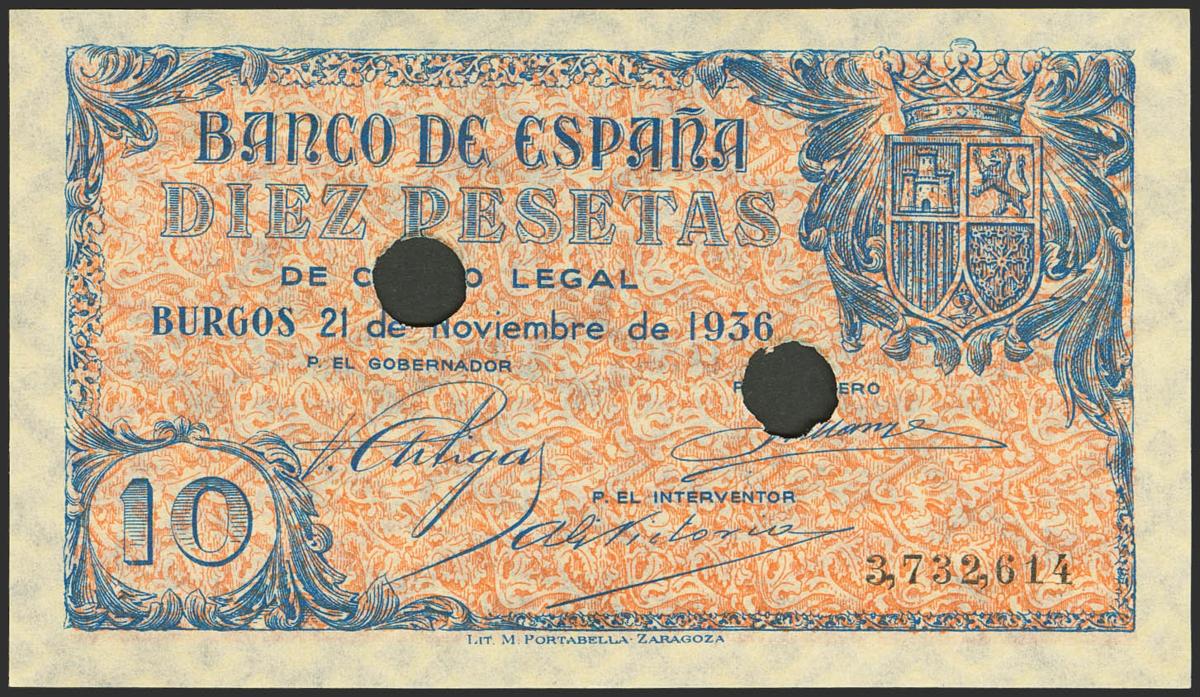 BANCO DE ESPAÑA
DIEZ PESETAS
DE LEGAL
BURGOS 21 de Noviembre de 1936
P. EL GOBERNADOR
P. EL INTERVENTOR
10
3,732,614
LIT. M. PORTABELLA-ZARAGOZA